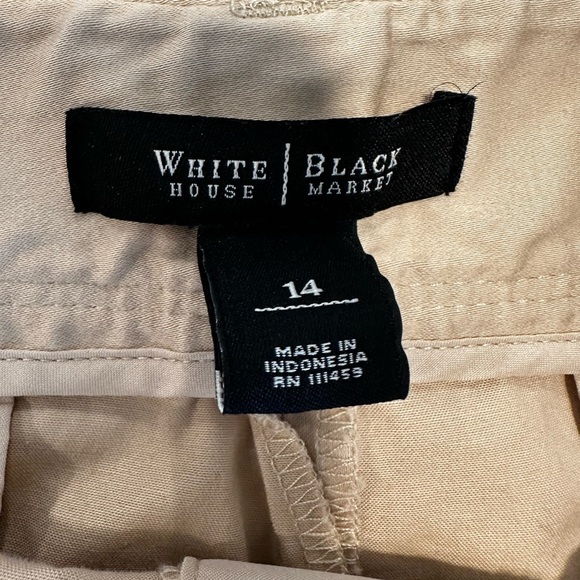 WHITE | BLACK
HOUSE MARKET
14
MADE IN
INDONESIA
RN 111459